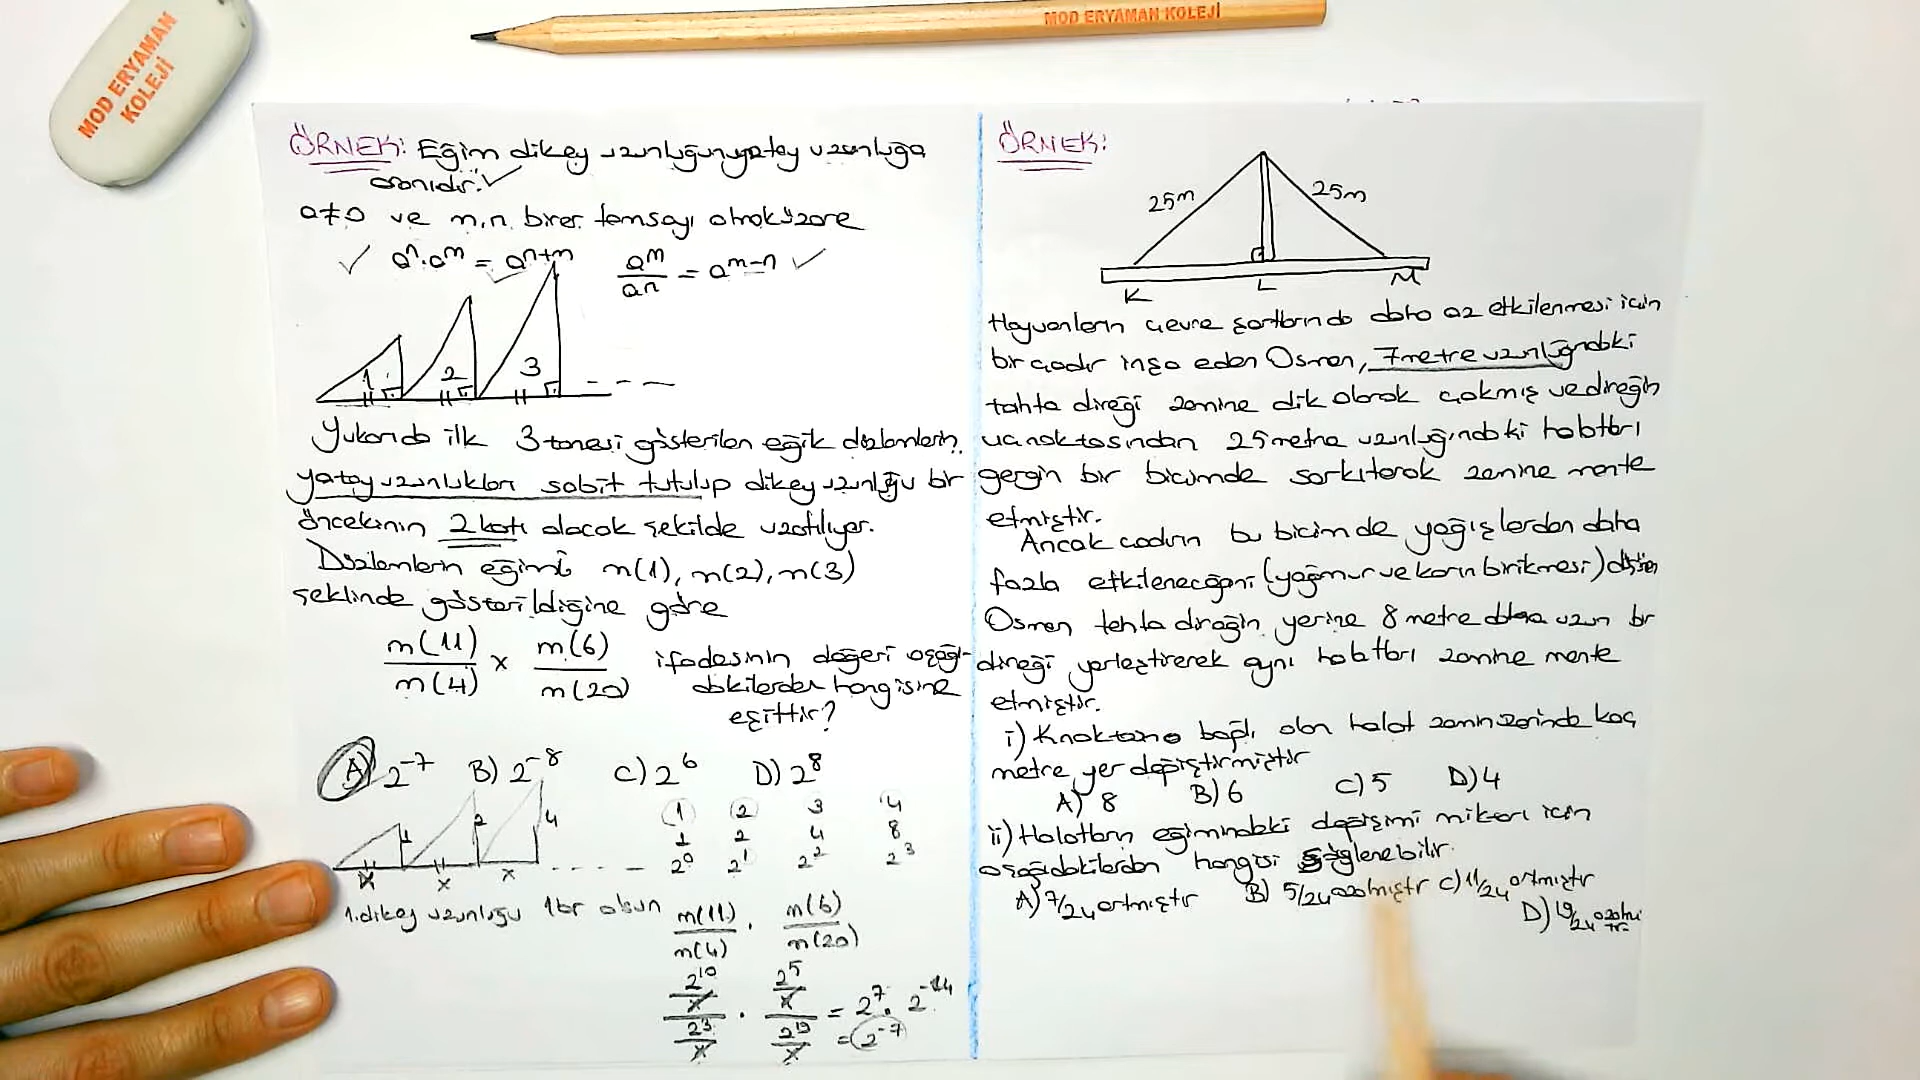 MOD ERYAMAN KOLEJİ
MOD ERYAMAN
KOLEJİ
ÖRNEK: Eğim dikey uzunluğun yatay uzunluğa
oranıdır.
a≠0 ve m,n birer tamsayı olmak üzere
aⁿ.aᵐ = aⁿ⁺ᵐ aᵐ/aⁿ = aᵐ⁻ⁿ
1 2 3
Yukarıda ilk 3 tanesi gösterilen eğik düzlemlerin
yatay uzunlukları sabit tutulup dikey uzunluğu bir
öncekinin 2 katı olacak şekilde uzatılıyor.
Düzlemlerin eğimi m(1), m(2), m(3)
şeklinde gösterildiğine göre
m(11)/m(4) x m(6)/m(20) ifadesinin değeri aşağı-
dakilerden hangisine
eşittir?
A) 2⁻⁷ B) 2⁻⁸ C) 2⁶ D) 2⁸
1 2 4
x x x
1 2 3 4
1 2 4 8
2⁰ 2¹ 2² 2³
1.dikey uzunluğu 1br olsun
m(11)/m(4) . m(6)/m(20)
2¹⁰/x / 2³/x . 2⁵/x / 2¹⁹/x = 2⁷ . 2⁻¹⁴
= 2⁻⁷
ÖRNEK:
25m 25m
K L M
Hayvanların çevre şartlarında daha az etkilenmesi için
bir çadır inşa eden Osman, 7 metre uzunluğundaki
tahta direği zemine dik olarak çakmış ve direğin
uç noktasından 25 metre uzunluğındaki halatları
gergin bir biçimde sarkıtarak zemine monte
etmiştir.
Ancak çadırın bu biçimde yağışlardan daha
fazla etkileneceğini (yağmur ve karın birikmesi) düşünen
Osman tahta direğin yerine 8 metre daha uzun bir
direği yerleştirerek aynı halatları zemine monte
etmiştir.
i) K noktasına bağlı olan halat zemin üzerinde kaç
metre yer değiştirmiştir
A) 8 B) 6 C) 5 D) 4
ii) Halatların eğimindeki değişimi miktarı için
aşağıdakilerden hangisi söylenebilir.
A) 7/24 artmıştır B) 5/24 azalmıştır C) 11/24 artmıştır
D) 19/24 azalmış
tır